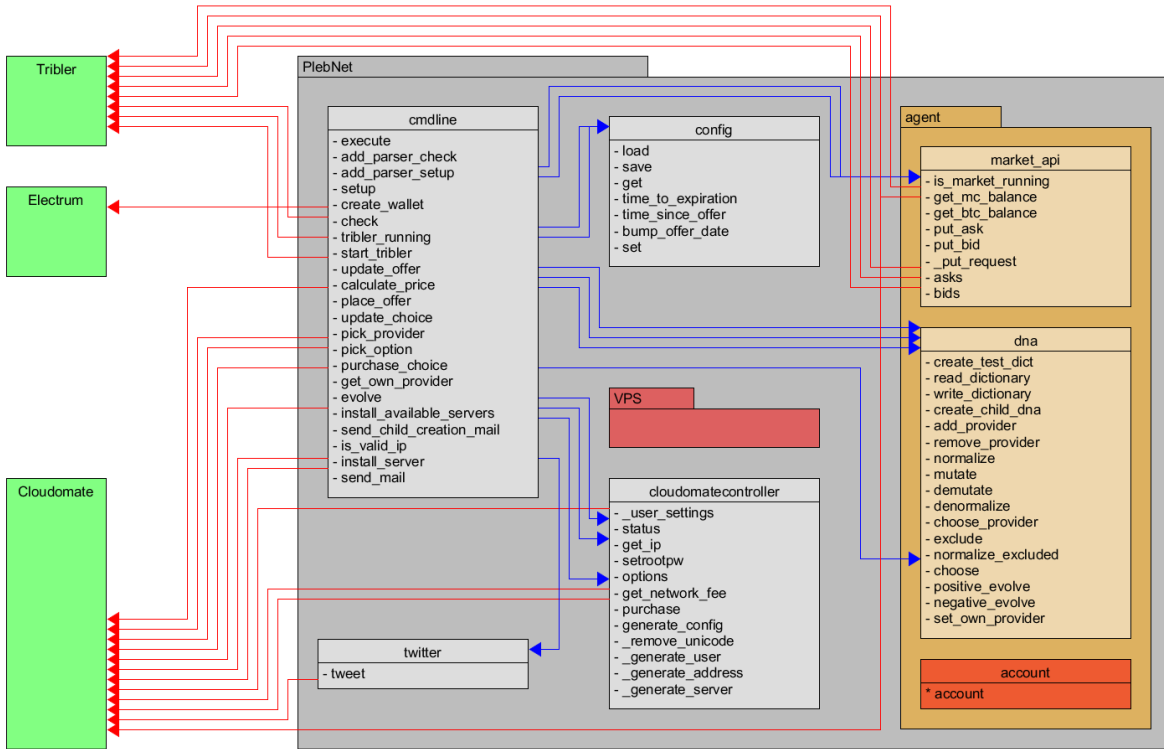 Tribler
Electrum
Cloudomate
PlebNet
cmdline
- execute
- add_parser_check
- add_parser_setup
- setup
- create_wallet
- check
- tribler_running
- start_tribler
- update_offer
- calculate_price
- place_offer
- update_choice
- pick_provider
- pick_option
- purchase_choice
- get_own_provider
- evolve
- install_available_servers
- send_child_creation_mail
- is_valid_ip
- install_server
- send_mail
twitter
- tweet
config
- load
- save
- get
- time_to_expiration
- time_since_offer
- bump_offer_date
- set
VPS
cloudomatecontroller
- _user_settings
- status
- get_ip
- setrootpw
- options
- get_network_fee
- purchase
- generate_config
- _remove_unicode
- _generate_user
- _generate_address
- _generate_server
agent
market_api
- is_market_running
- get_mc_balance
- get_btc_balance
- put_ask
- put_bid
- _put_request
- asks
- bids
dna
- create_test_dict
- read_dictionary
- write_dictionary
- create_child_dna
- add_provider
- remove_provider
- normalize
- mutate
- demutate
- denormalize
- choose_provider
- exclude
- normalize_excluded
- choose
- positive_evolve
- negative_evolve
- set_own_provider
account
* account